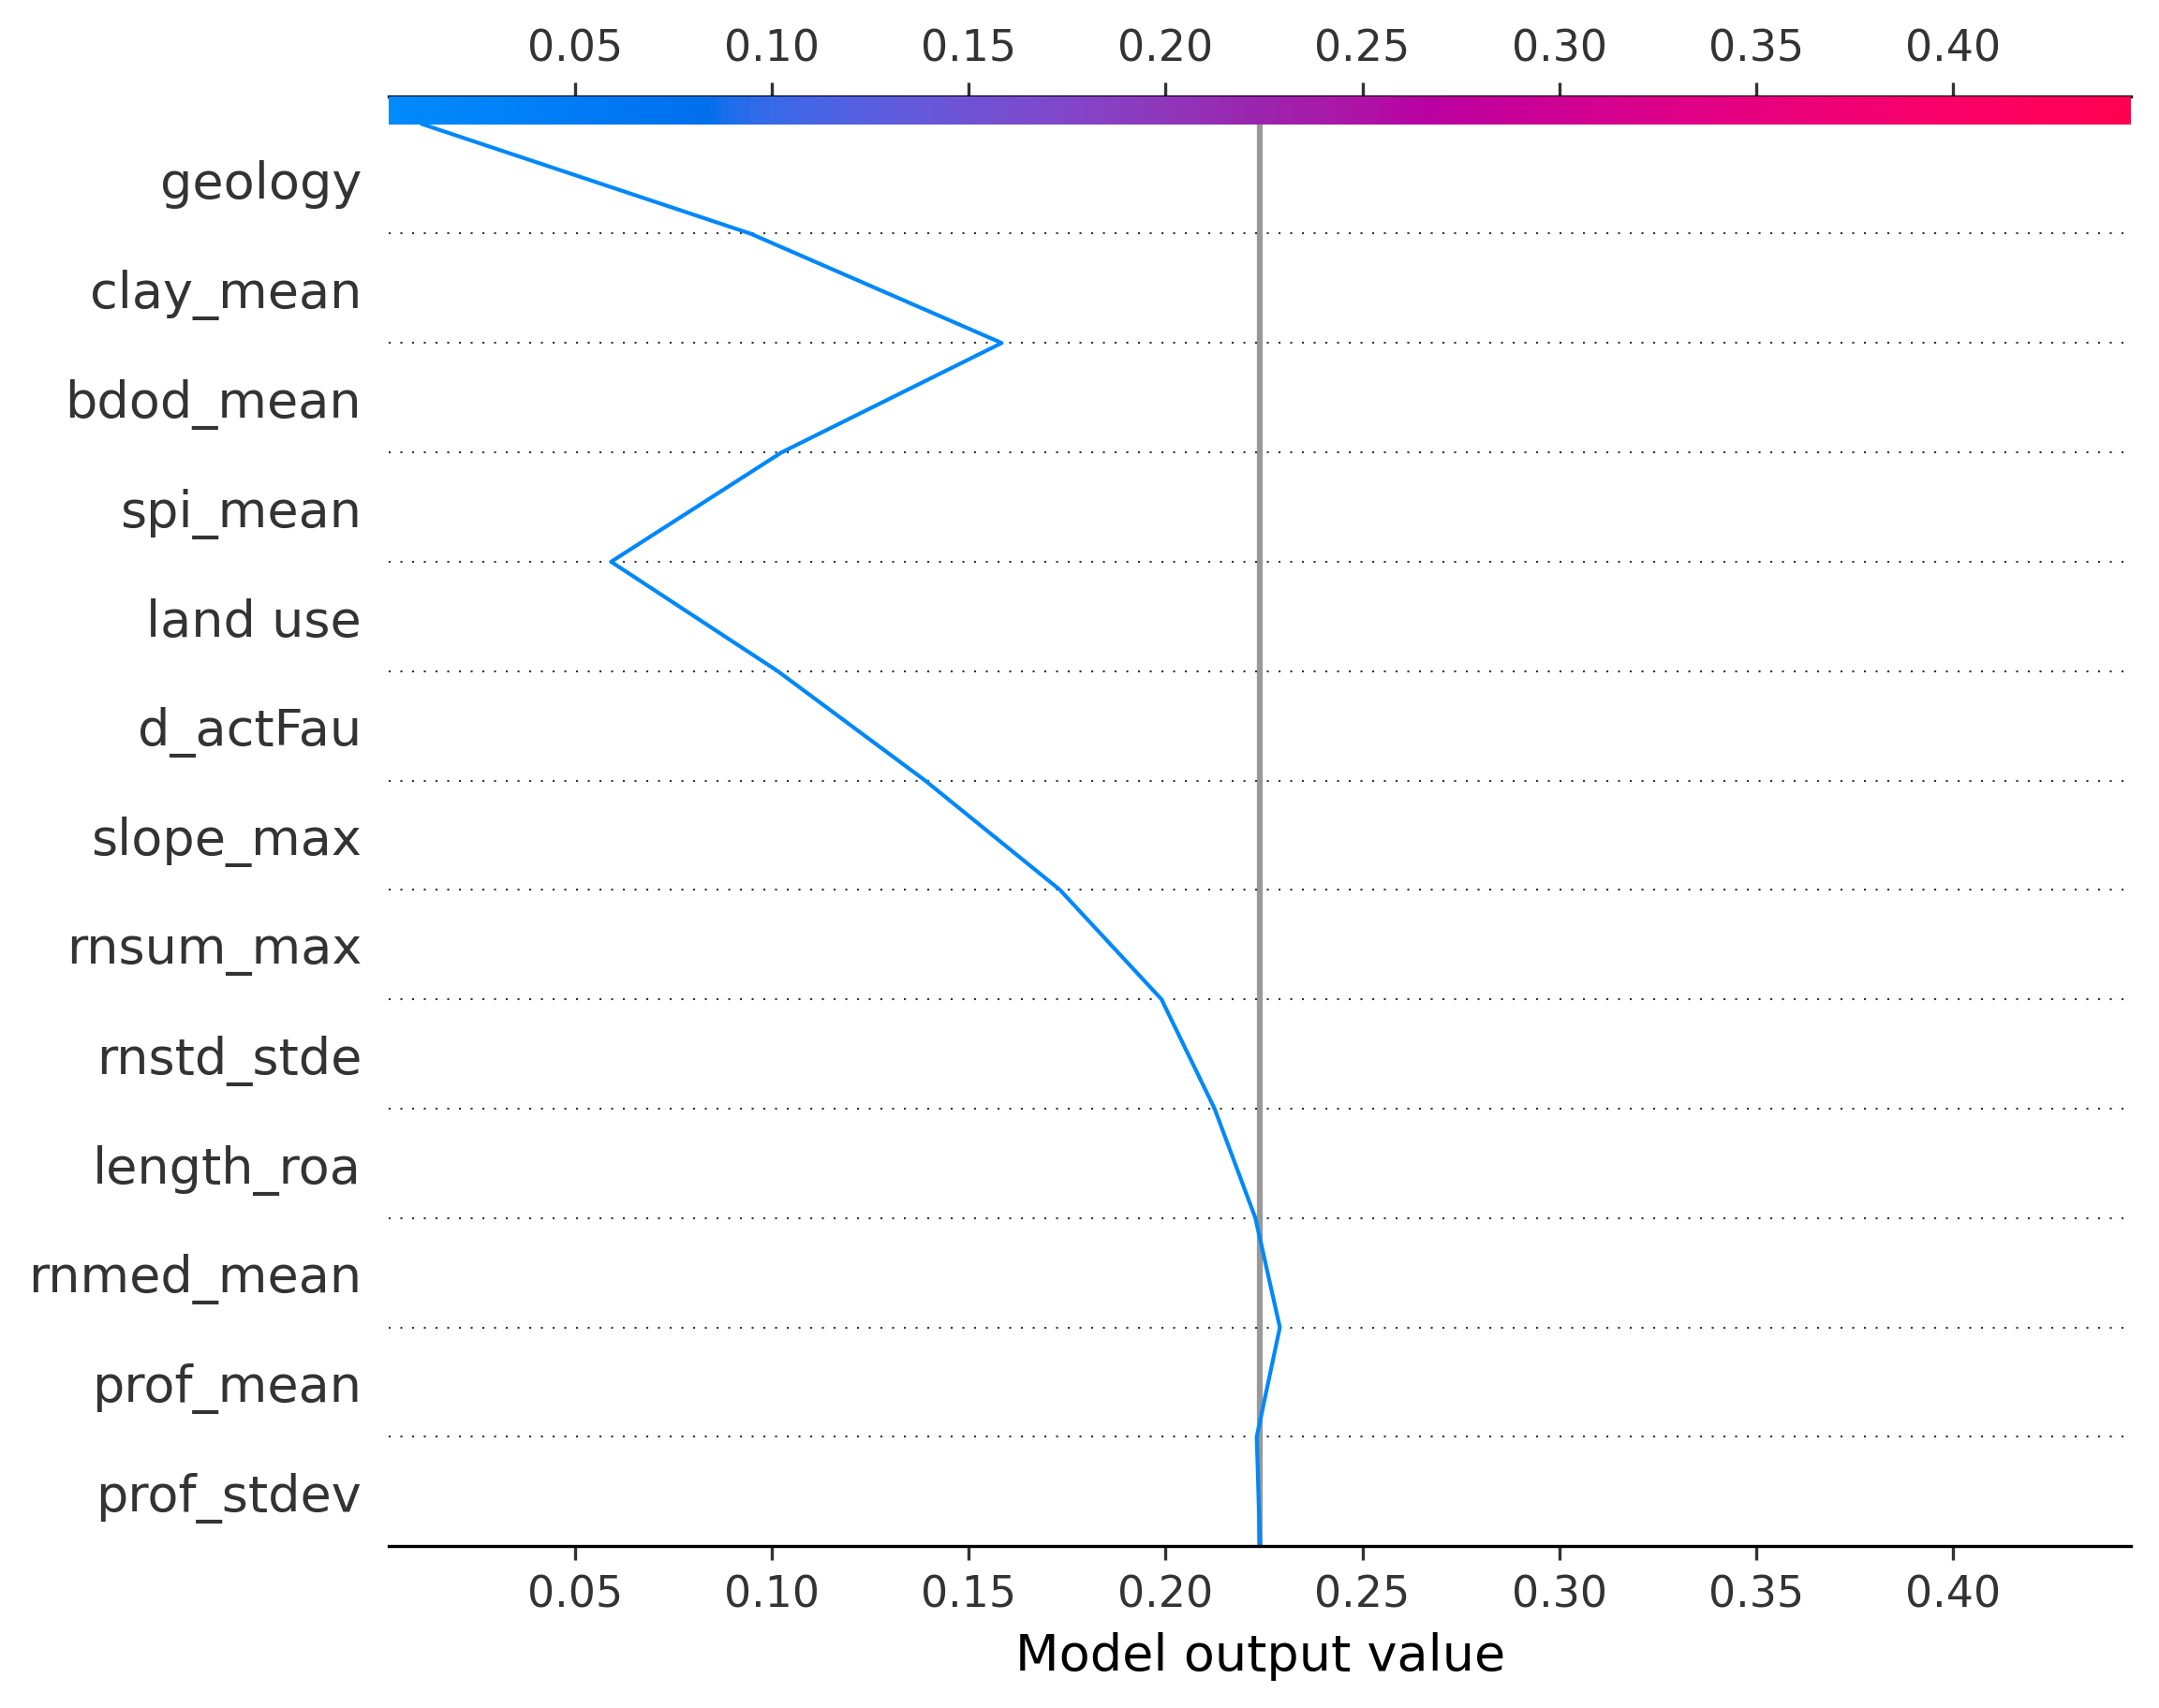 0.05 0.10 0.15 0.20 0.25 0.30 0.35 0.40
geology
clay_mean
bdod_mean
spi_mean
land use
d_actFau
slope_max
rnsum_max
rnstd_stde
length_roa
rnmed_mean
prof_mean
prof_stdev
0.05 0.10 0.15 0.20 0.25 0.30 0.35 0.40
Model output value